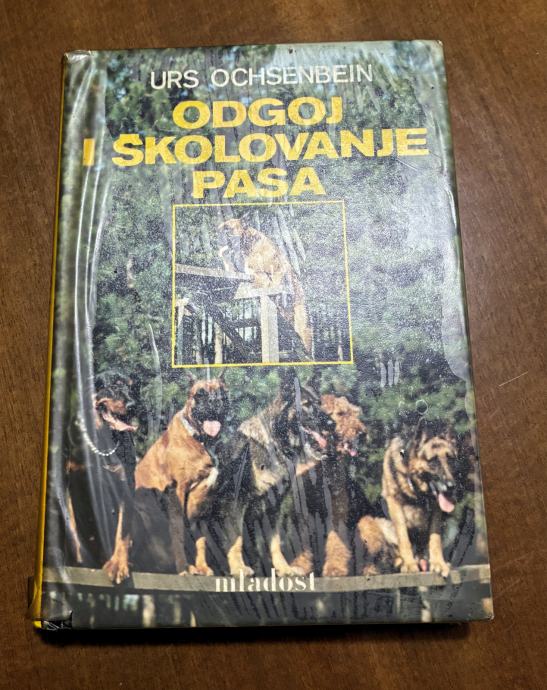 URS OCHSENBEIN
ODGOJ
I ŠKOLOVANJE
PASA
mladost